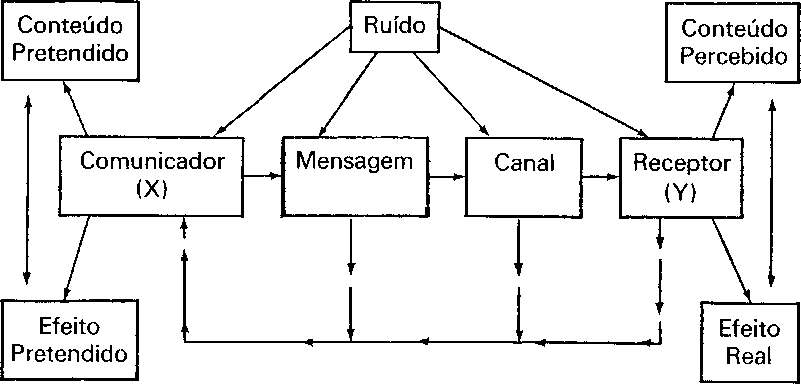 Conteúdo
Pretendido
Ruído
Conteúdo
Percebido
Comunicador
(X)
Mensagem
Canal
Receptor
(Y)
Efeito
Pretendido
Efeito
Real